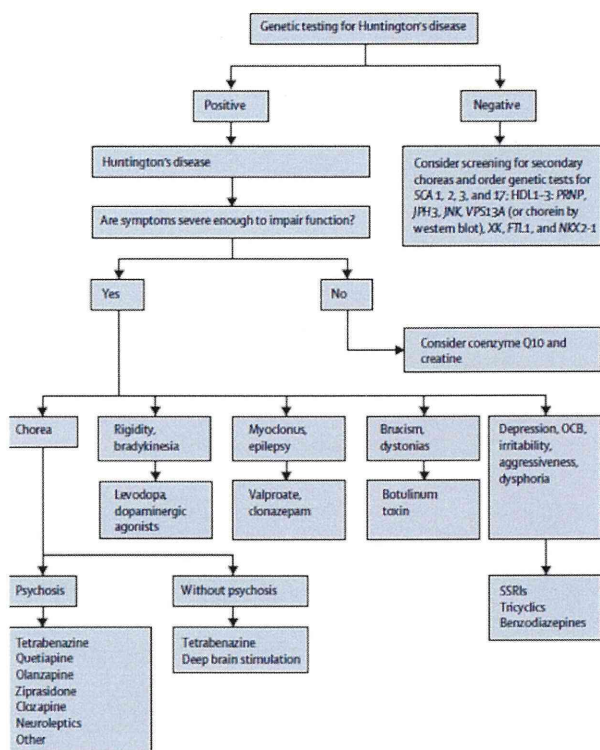 Genetic testing for Huntington's disease
Positive
Negative
Huntington's disease
Consider screening for secondary
choreas and order genetic tests for
SCA 1, 2, 3, and 17; HDL1–3: PRNP,
JPH3, JNK, VPS13A (or chorein by
western blot), XK, FTL1, and NKX2-1
Are symptoms severe enough to impair function?
Yes
No
Consider coenzyme Q10 and
creatine
Chorea
Rigidity,
bradykinesia
Myoclonus,
epilepsy
Bruxism,
dystonias
Depression, OCB,
irritability,
aggressiveness,
dysphoria
Levodopa,
dopaminergic
agonists
Valproate,
clonazepam
Botulinum
toxin
Psychosis
Without psychosis
SSRIs
Tricyclics
Benzodiazepines
Tetrabenazine
Quetiapine
Olanzapine
Ziprasidone
Clozapine
Neuroleptics
Other
Tetrabenazine
Deep brain stimulation